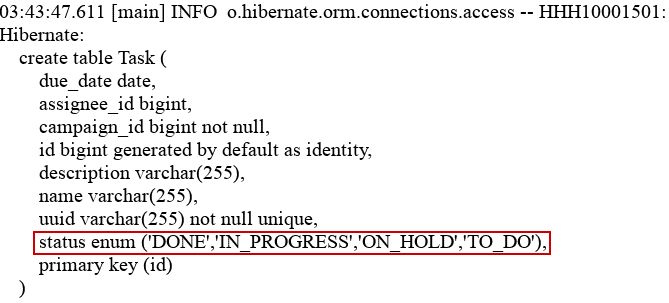 03:43:47.611 [main] INFO  o.hibernate.orm.connections.access -- HHH10001501:
Hibernate:
    create table Task (
        due_date date,
        assignee_id bigint,
        campaign_id bigint not null,
        id bigint generated by default as identity,
        description varchar(255),
        name varchar(255),
        uuid varchar(255) not null unique,
        status enum ('DONE','IN_PROGRESS','ON_HOLD','TO_DO'),
        primary key (id)
    )